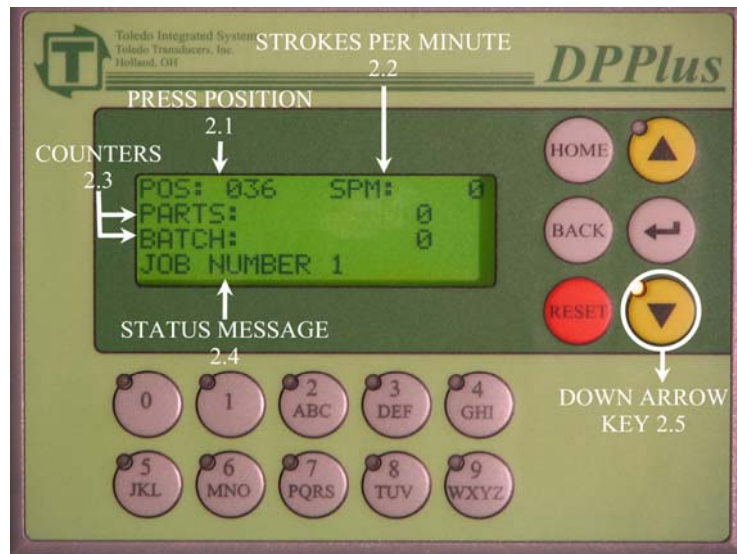 Toledo Integrated Systems
Toledo Transducers, Inc.
Holland, OH
T
DPPlus
STROKES PER MINUTE
2.2
PRESS POSITION
2.1
COUNTERS
2.3
POS: 036 SPM: 0
PARTS: 0
BATCH: 0
JOB NUMBER 1
STATUS MESSAGE
2.4
HOME
BACK
RESET
DOWN ARROW
KEY 2.5
0
1
2
ABC
3
DEF
4
GHI
5
JKL
6
MNO
7
PQRS
8
TUV
9
WXYZ